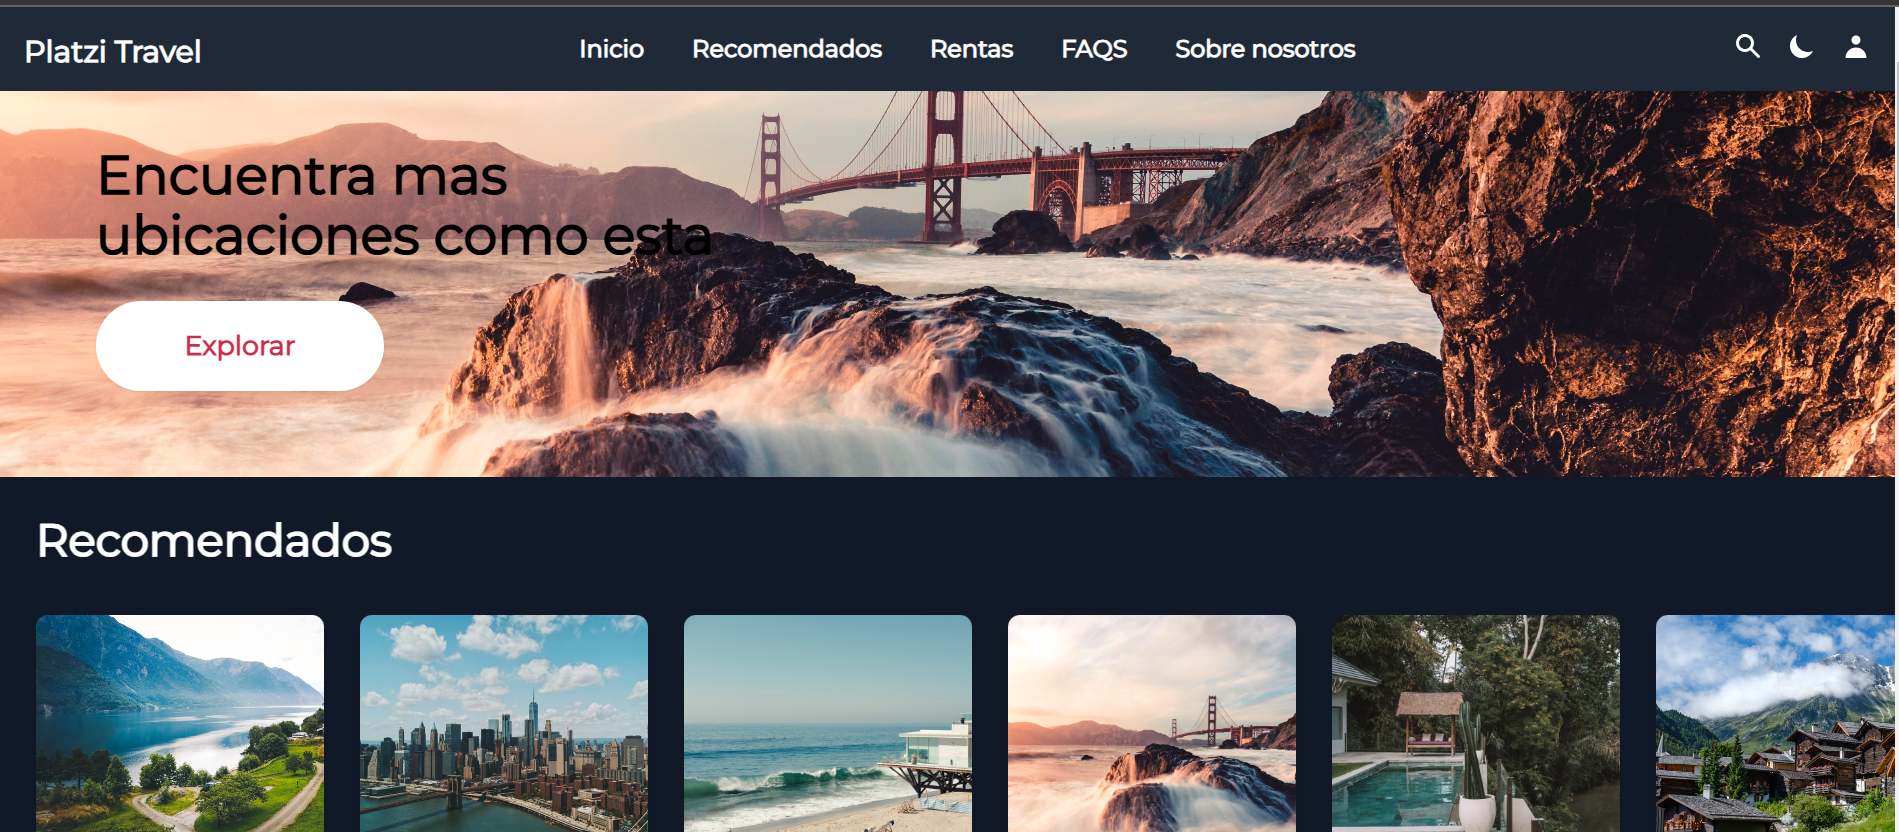 Platzi Travel
Inicio Recomendados Rentas FAQS Sobre nosotros
Encuentra mas
ubicaciones como esta
Explorar
Recomendados